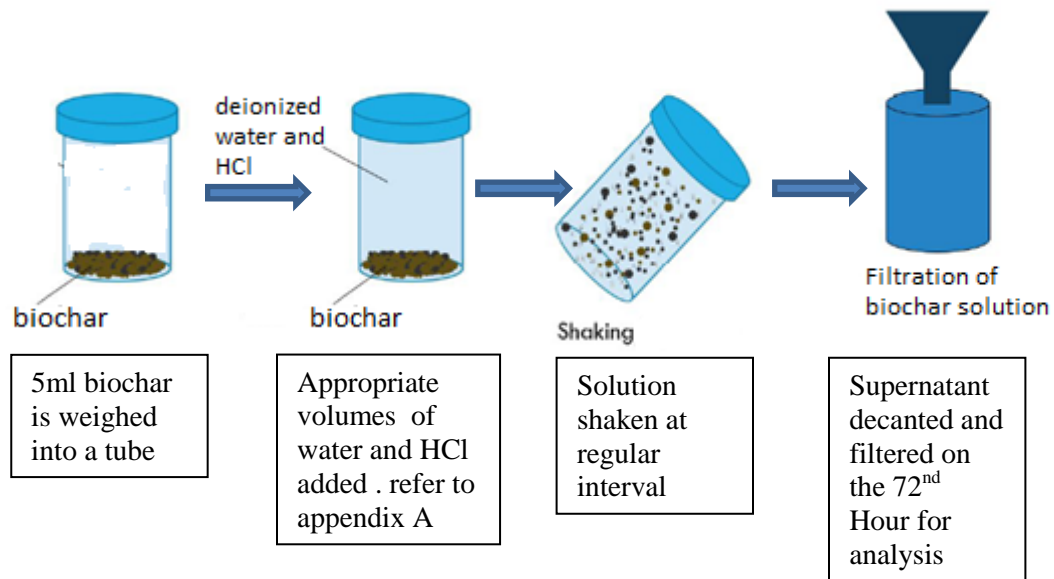 deionized
water and
HCl
biochar
biochar
Shaking
Filtration of
biochar solution
5ml biochar
is weighed
into a tube
Appropriate
volumes of
water and HCl
added . refer to
appendix A
Solution
shaken at
regular
interval
Supernatant
decanted and
filtered on
the 72nd
Hour for
analysis